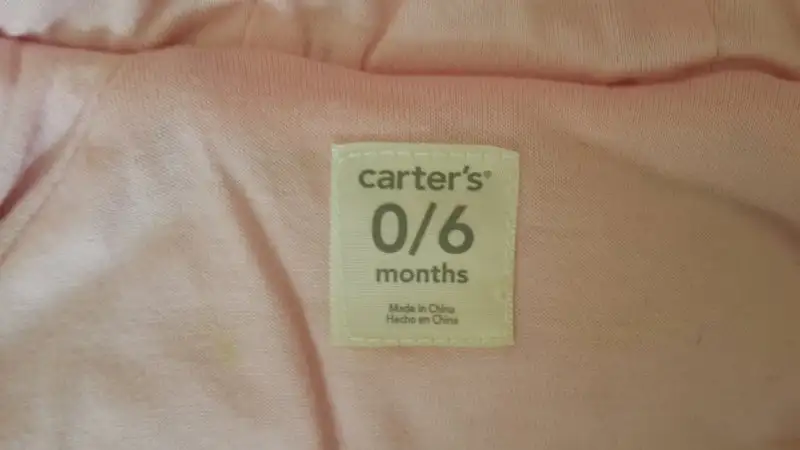 carter's®
0/6
months
Made in China
Hecho en China